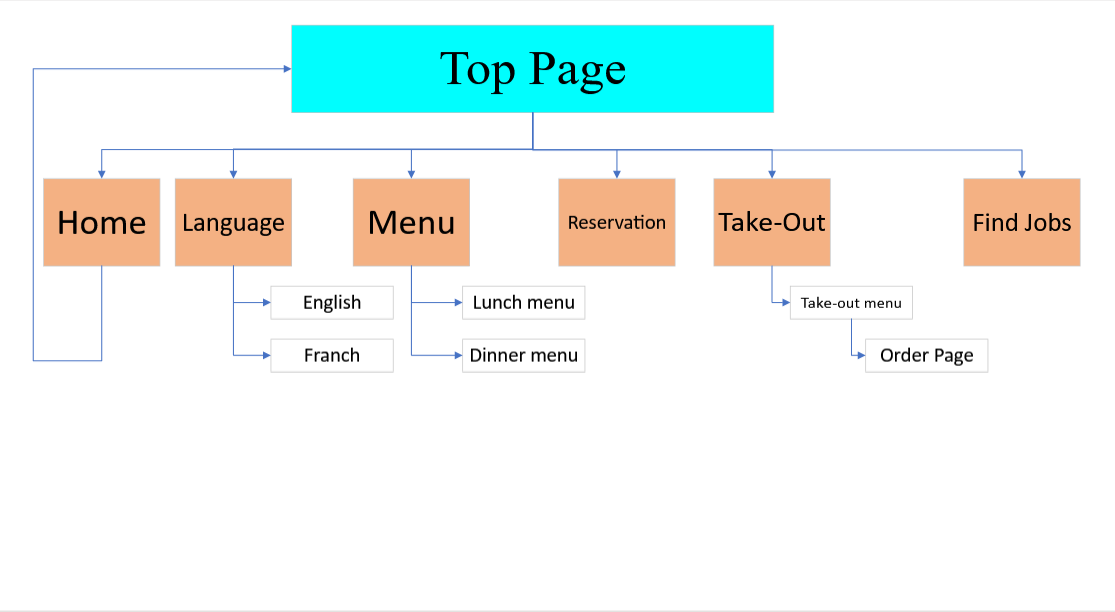 Top Page
Home
Language
Menu
Reservation
Take-Out
Find Jobs
English
Lunch menu
Take-out menu
Franch
Dinner menu
Order Page